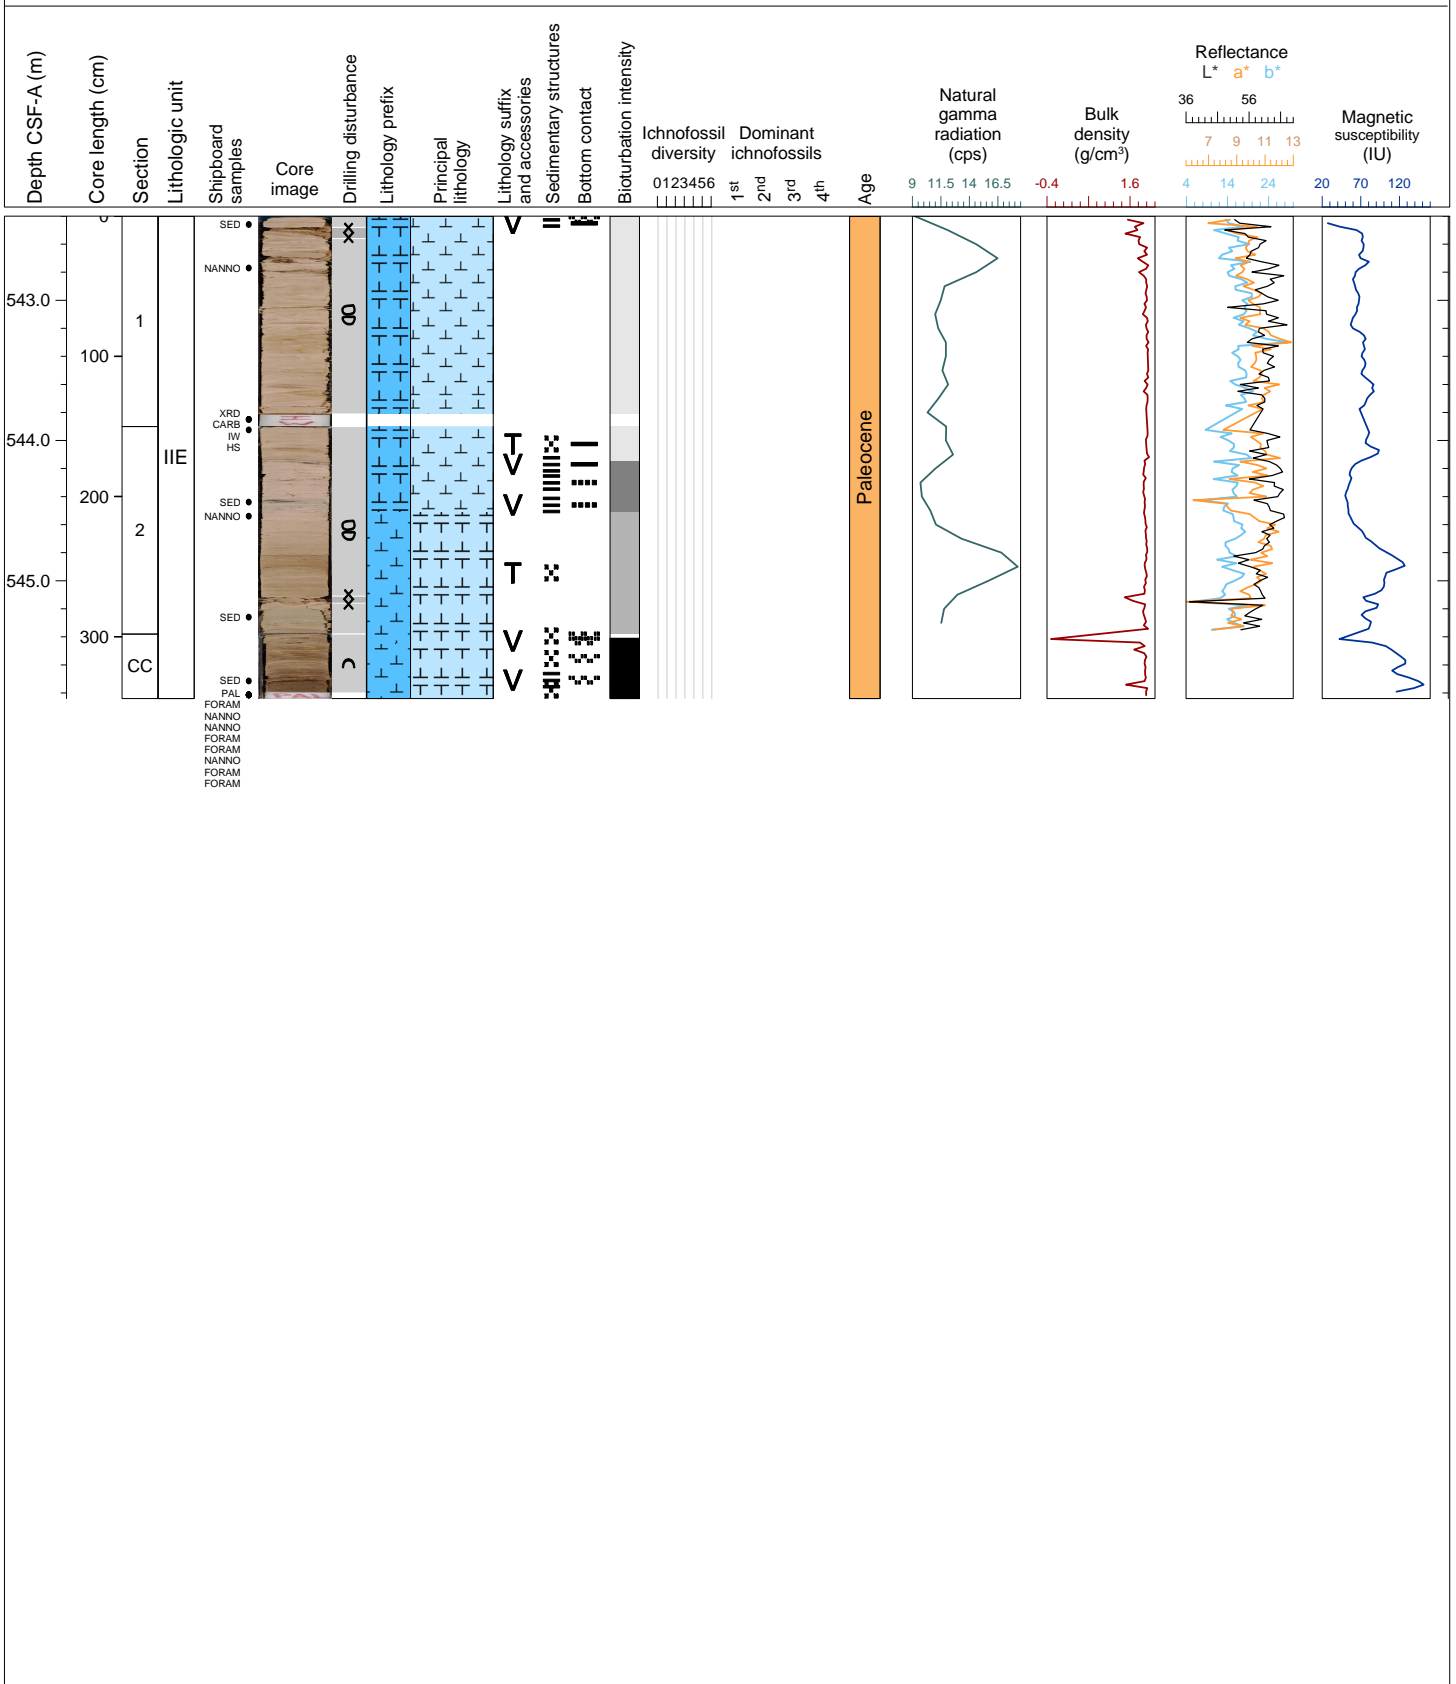 Depth CSF-A (m)
Core length (cm)
Section
Lithologic unit
Shipboard
samples
Core
image
Drilling disturbance
Lithology prefix
Principal
lithology
Lithology suffix
and accessories
Sedimentary structures
Bottom contact
Bioturbation intensity
Ichnofossil
diversity
0123456
Dominant
ichnofossils
1st
2nd
3rd
4th
Age
Natural
gamma
radiation
(cps)
9 11.5 14 16.5
Bulk
density
(g/cm3)
-0.4 1.6
Reflectance
L* a* b*
36 56
7 9 11 13
4 14 24
Magnetic
susceptibility
(IU)
20 70 120
0
SED
NANNO
543.0
1
100
XRD
CARB
IW
HS
544.0
IIE
T
V
V
V
200
SED
NANNO
2
Paleocene
T
545.0
SED
300
V
CC
SED
V
PAL
FORAM
NANNO
NANNO
FORAM
FORAM
NANNO
FORAM
FORAM